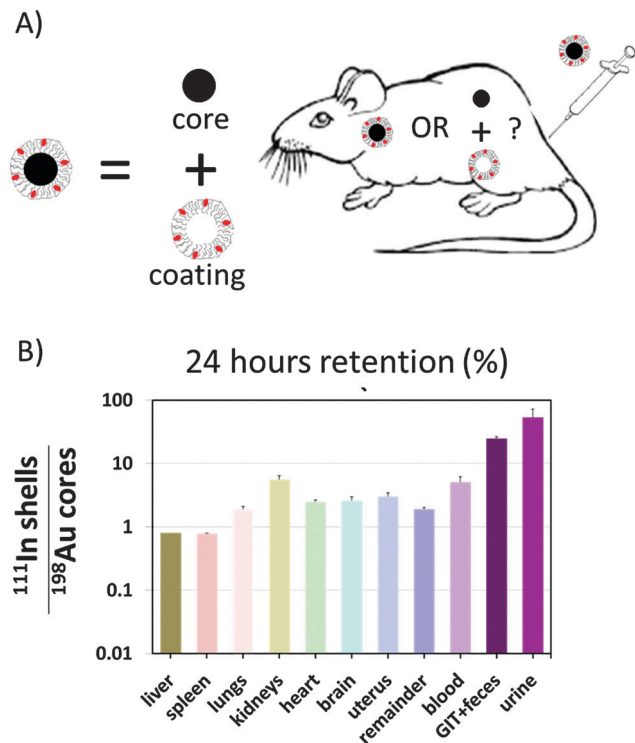 A)
core
=
+
coating
OR
+
?
B)
24 hours retention (%)
111In shells
198Au cores
100
10
1
0.1
0.01
liver
spleen
lungs
kidneys
heart
brain
uterus
remainder
blood
GIT+feces
urine